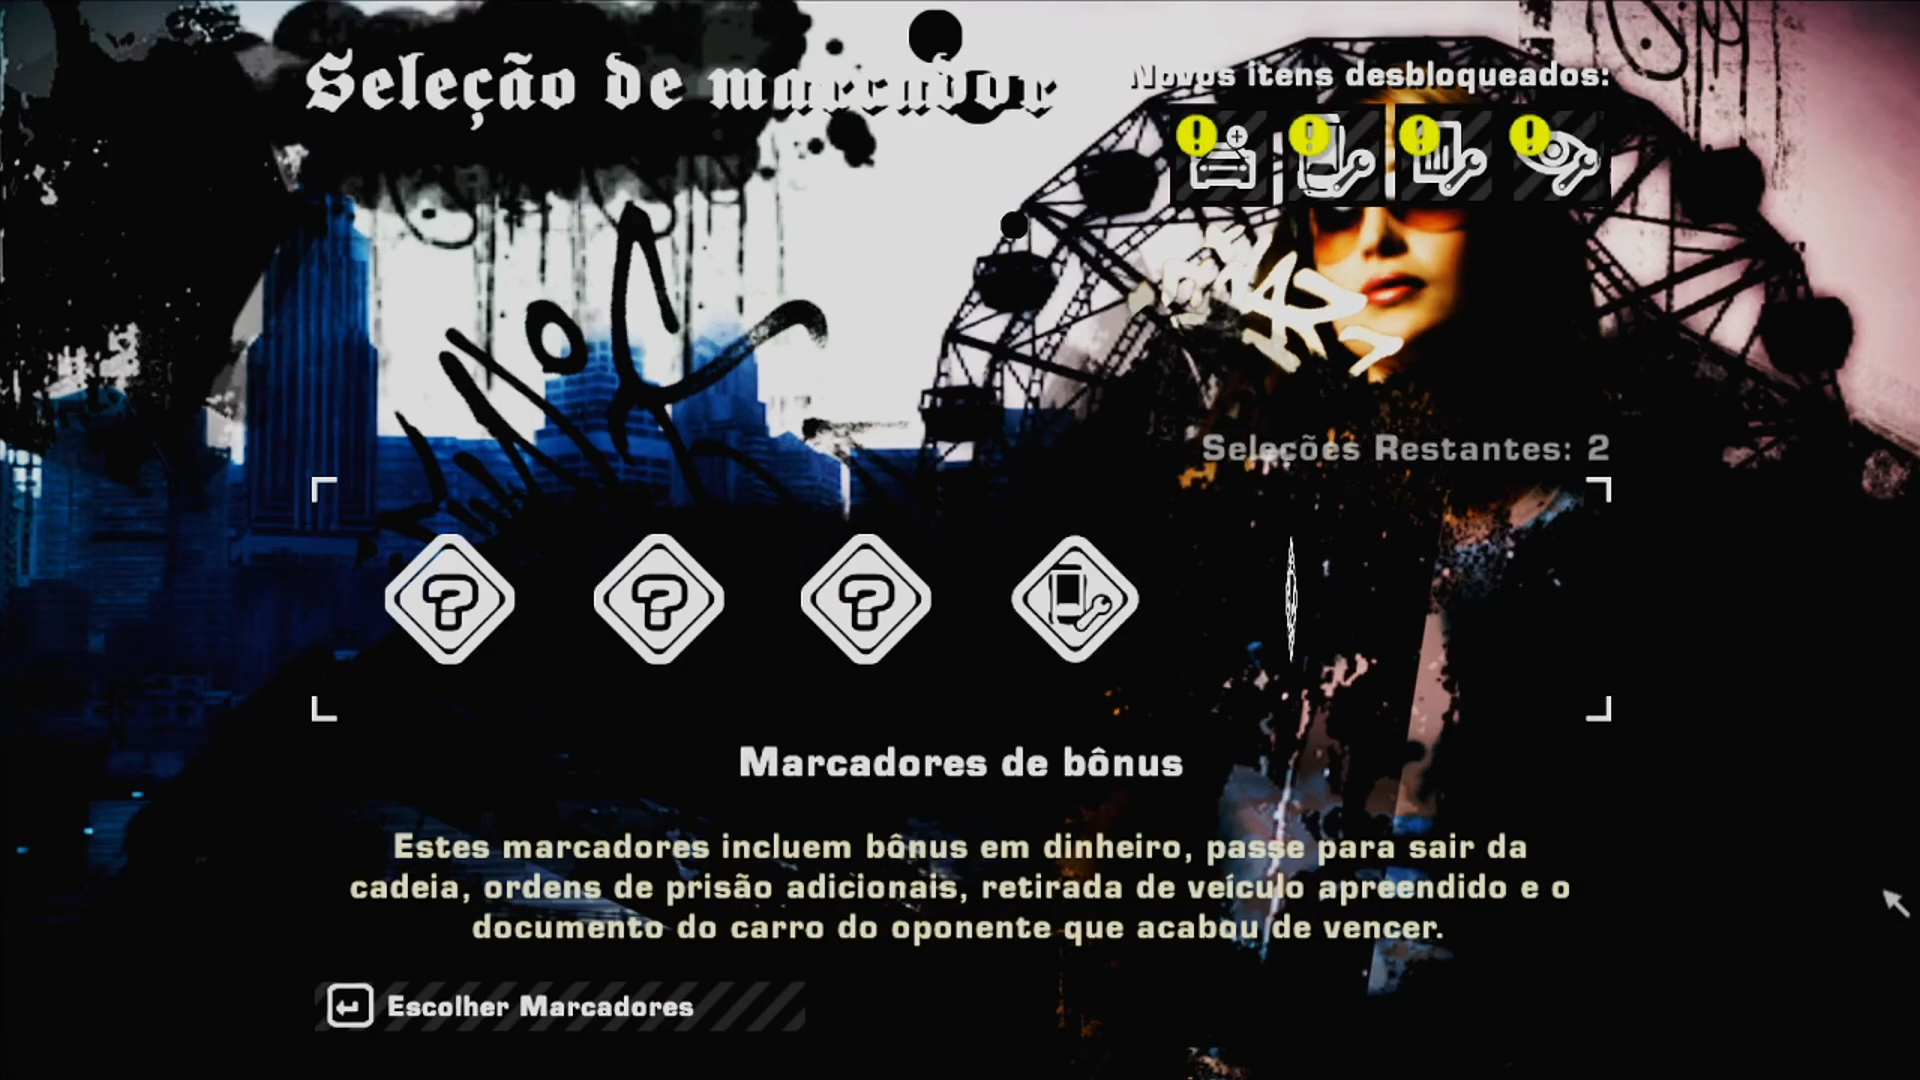 Seleção de marcador
Novos itens desbloqueados:
Seleções Restantes: 2
Marcadores de bônus
Estes marcadores incluem bônus em dinheiro, passe para sair da
cadeia, ordens de prisão adicionais, retirada de veículo apreendido e o
documento do carro do oponente que acabou de vencer.
Escolher Marcadores